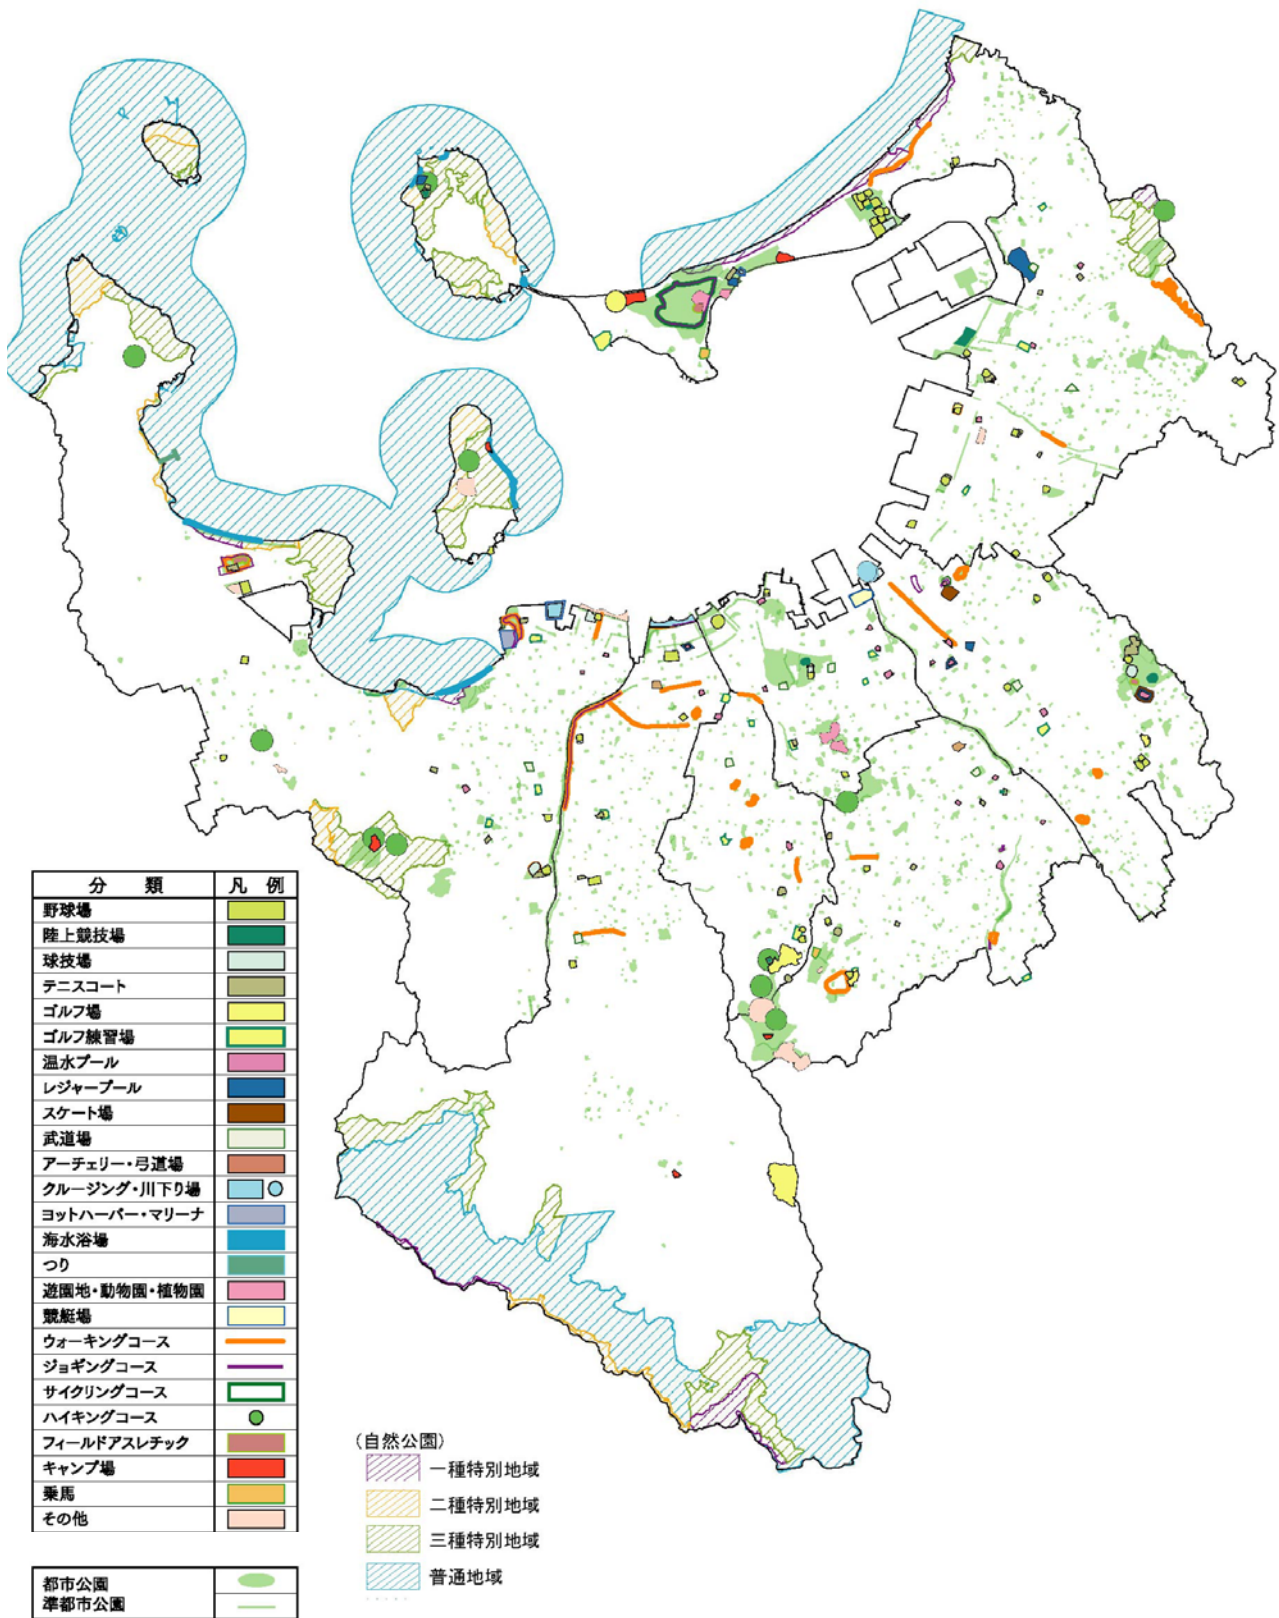 分 類 凡 例
野球場
陸上競技場
球技場
テニスコート
ゴルフ場
ゴルフ練習場
温水プール
レジャープール
スケート場
武道場
アーチェリー・弓道場
クルージング・川下り場
ヨットハーバー・マリーナ
海水浴場
つり
遊園地・動物園・植物園
競艇場
ウォーキングコース
ジョギングコース
サイクリングコース
ハイキングコース
フィールドアスレチック
キャンプ場
乗馬
その他
都市公園
準都市公園
(自然公園)
一種特別地域
二種特別地域
三種特別地域
普通地域